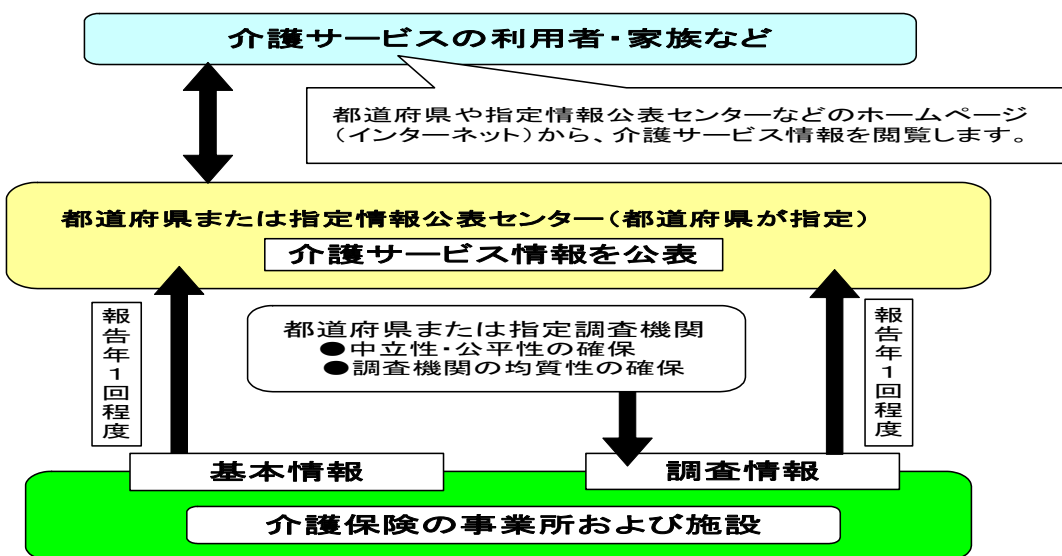 介護サービスの利用者・家族など
都道府県や指定情報公表センターなどのホームページ
(インターネット)から、介護サービス情報を閲覧します。
都道府県または指定情報公表センター(都道府県が指定)
介護サービス情報を公表
報告年1回程度
都道府県または指定調査機関
●中立性・公平性の確保
●調査機関の均質性の確保
報告年1回程度
基本情報
調査情報
介護保険の事業所および施設